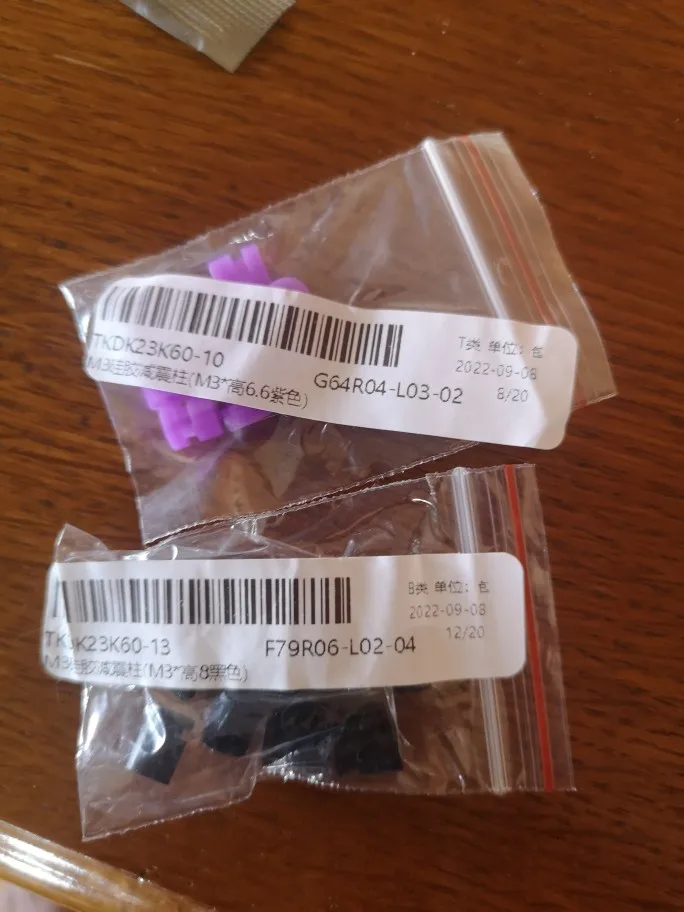 TKDK23K60-10
M3硅胶减震柱(M3*高6.6紫色)
G64R04-L03-02
T类 单位：包
2022-09-08
8/20
TKDK23K60-13
M3硅胶减震柱(M3*高8黑色)
F79R06-L02-04
B类 单位：包
2022-09-08
12/20